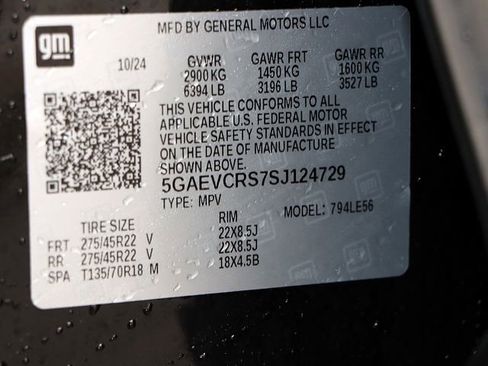 gm
MFD BY GENERAL MOTORS LLC
10/24 GVWR GAWR FRT GAWR RR
2900 KG 1450 KG 1600 KG
6394 LB 3196 LB 3527 LB
THIS VEHICLE CONFORMS TO ALL
APPLICABLE U.S. FEDERAL MOTOR
VEHICLE SAFETY STANDARDS IN EFFECT
ON THE DATE OF MANUFACTURE
SHOWN ABOVE.
5GAEVCRS7SJ124729
TYPE: MPV MODEL: 794LE56
TIRE SIZE RIM
FRT 275/45R22 V 22X8.5J
RR 275/45R22 V 22X8.5J
SPA T135/70R18 M 18X4.5B